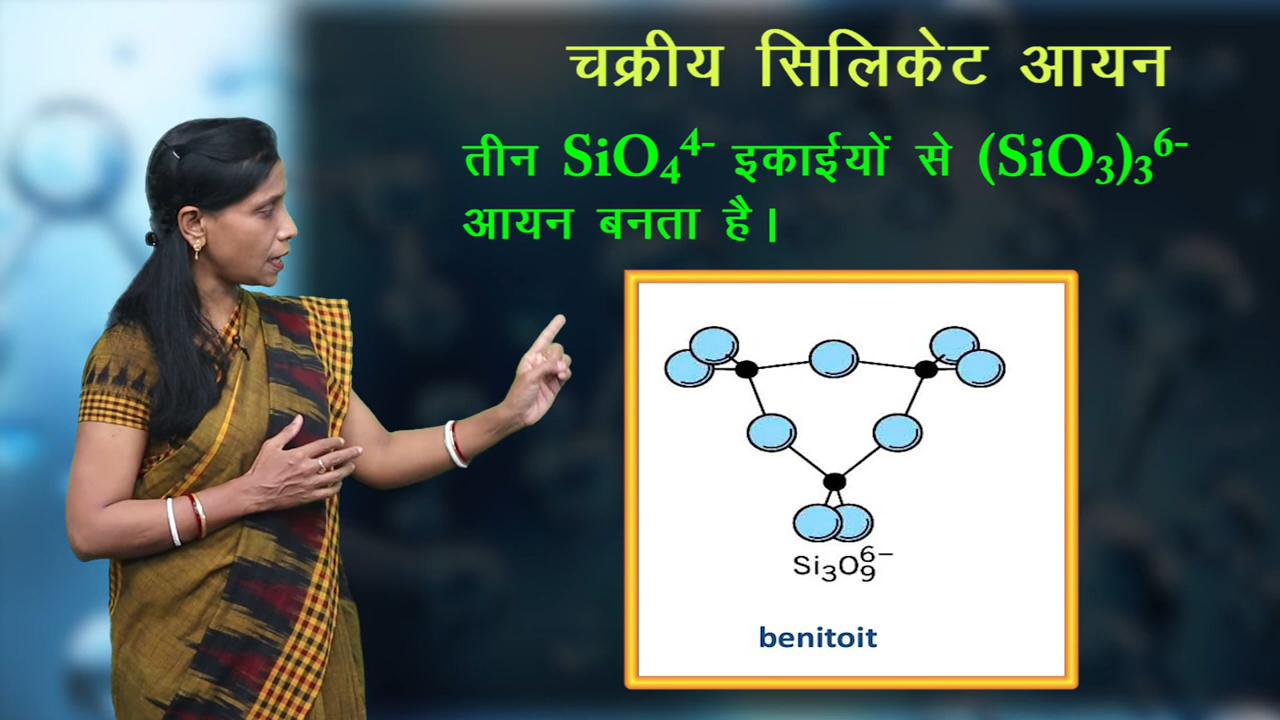 चक्रीय सिलिकेट आयन
तीन SiO₄⁴⁻ इकाईयों से (SiO₃)₃⁶⁻
आयन बनता है।
Si₃O₉⁶⁻
benitoit